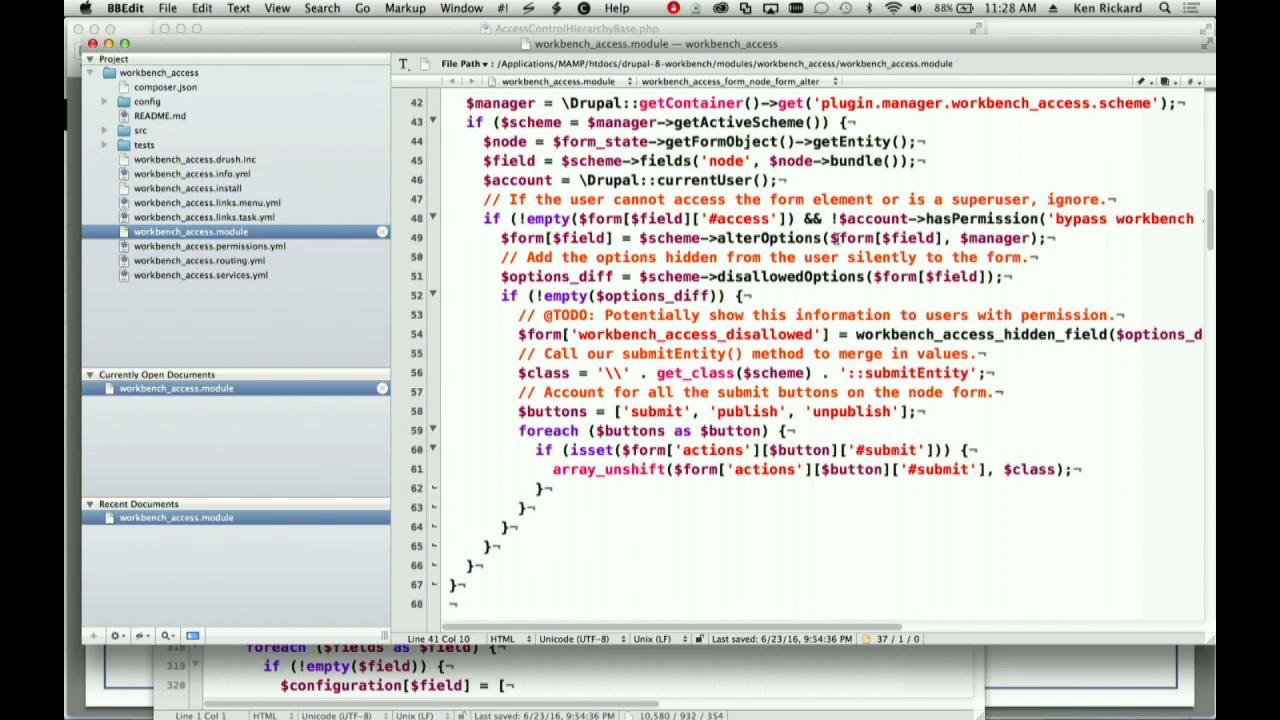 BBEdit File Edit Text View Search Go Markup Window #! Help 88% 11:28 AM Ken Rickard
AccessControlHierarchyBase.php
workbench_access.module — workbench_access
Project
workbench_access
composer.json
config
README.md
src
tests
workbench_access.drush.inc
workbench_access.info.yml
workbench_access.install
workbench_access.links.menu.yml
workbench_access.links.task.yml
workbench_access.module
workbench_access.permissions.yml
workbench_access.routing.yml
workbench_access.services.yml
Currently Open Documents
workbench_access.module
Recent Documents
workbench_access.module
File Path ▾ : /Applications/MAMP/htdocs/drupal-8-workbench/modules/workbench_access/workbench_access.module
workbench_access.module workbench_access_form_node_form_alter
42 $manager = \Drupal::getContainer()->get('plugin.manager.workbench_access.scheme');¬
43 if ($scheme = $manager->getActiveScheme()) {¬
44 $node = $form_state->getFormObject()->getEntity();¬
45 $field = $scheme->fields('node', $node->bundle());¬
46 $account = \Drupal::currentUser();¬
47 // If the user cannot access the form element or is a superuser, ignore.¬
48 if (!empty($form[$field]['#access']) && !$account->hasPermission('bypass workbench
49 $form[$field] = $scheme->alterOptions($form[$field], $manager);¬
50 // Add the options hidden from the user silently to the form.¬
51 $options_diff = $scheme->disallowedOptions($form[$field]);¬
52 if (!empty($options_diff)) {¬
53 // @TODO: Potentially show this information to users with permission.¬
54 $form['workbench_access_disallowed'] = workbench_access_hidden_field($options_d
55 // Call our submitEntity() method to merge in values.¬
56 $class = '\\' . get_class($scheme) . '::submitEntity';¬
57 // Account for all the submit buttons on the node form.¬
58 $buttons = ['submit', 'publish', 'unpublish'];¬
59 foreach ($buttons as $button) {¬
60 if (isset($form['actions'][$button]['#submit'])) {¬
61 array_unshift($form['actions'][$button]['#submit'], $class);¬
62 }¬
63 }¬
64 }¬
65 }¬
66 }¬
67 }¬
68 ¬
Line 41 Col 10 HTML Unicode (UTF-8) Unix (LF) Last saved: 6/23/16, 9:54:36 PM 37 / 1 / 0
318 foreach ($fields as $field) {¬
319 if (!empty($field)) {¬
320 $configuration[$field] = [¬
Line 1 Col 1 HTML Unicode (UTF-8) Unix (LF) Last saved: 6/23/16, 9:54:36 PM 10,580 / 932 / 354